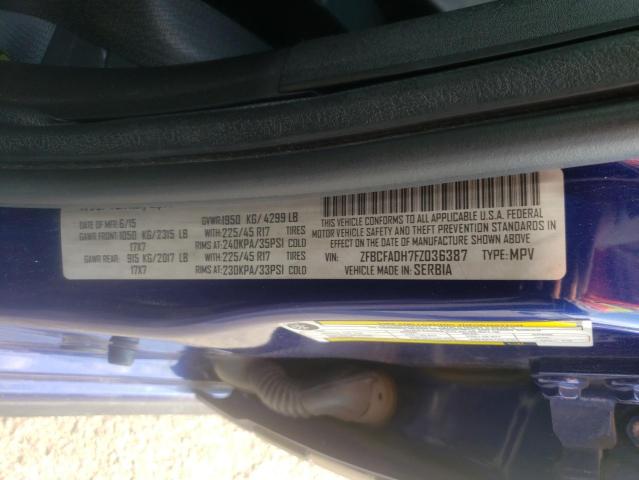 DATE OF MFR: 6/15
GVWR: 1950 KG/ 4299 LB
GAWR FRONT: 1050 KG/2315 LB
225/45 R17 TIRES
17X7 RIMS AT: 240KPA/35PSI COLD
GAWR REAR: 915 KG/2017 LB
225/45 R17 TIRES
17X7 RIMS AT: 230KPA/33PSI COLD
THIS VEHICLE CONFORMS TO ALL APPLICABLE U.S.A. FEDERAL
MOTOR VEHICLE SAFETY, BUMPER, AND THEFT PREVENTION STANDARDS IN
EFFECT ON THE DATE OF MANUFACTURE SHOWN ABOVE.
VIN: ZFBCFADH7FZ036387 TYPE: MPV
VEHICLE MADE IN: SERBIA